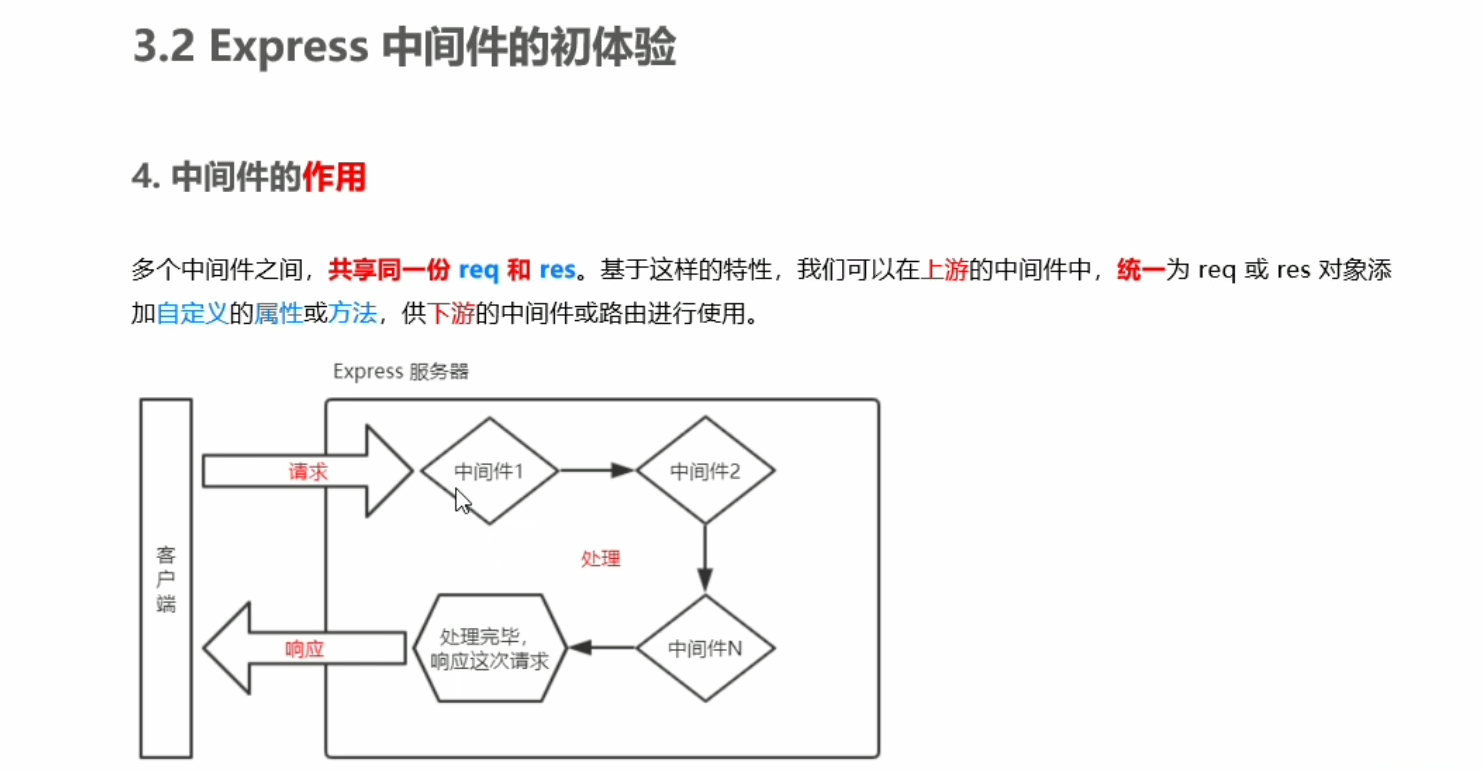 3.2 Express 中间件的初体验
4. 中间件的作用
多个中间件之间，共享同一份 req 和 res。基于这样的特性，我们可以在上游的中间件中，统一为 req 或 res 对象添
加自定义的属性或方法，供下游的中间件或路由进行使用。
Express 服务器
请求
中间件1
中间件2
客
户
端
处理
响应
处理完毕，
响应这次请求
中间件N